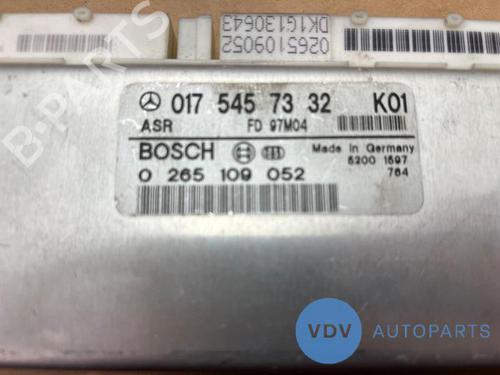 0265109052
DK1G130643
017 545 73 32 K01
ASR FD 97M04
BOSCH Made in Germany
5200 1597
0 265 109 052 764
B-PARTS
VDV AUTOPARTS